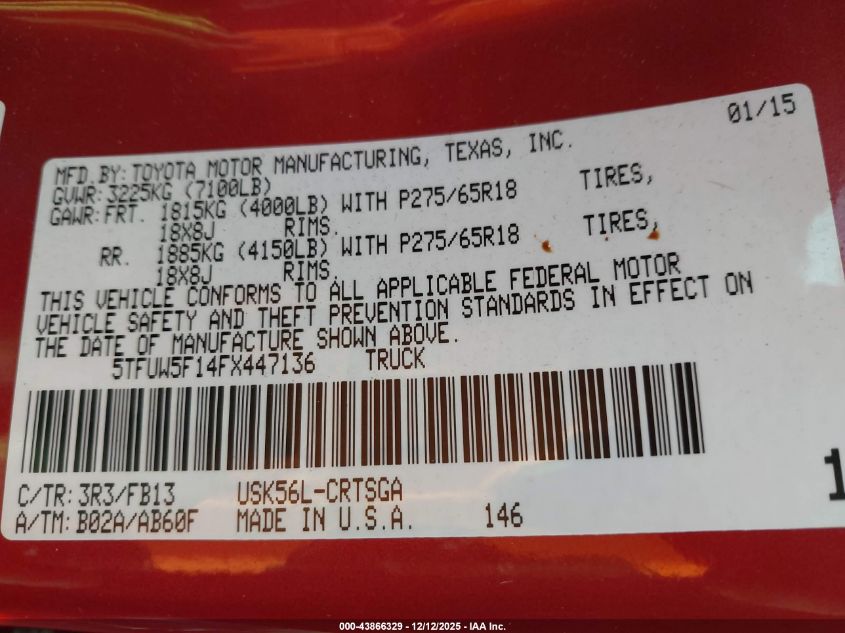 01/15
MFD.BY: TOYOTA MOTOR MANUFACTURING, TEXAS, INC.
GVWR: 3225KG (7100LB)
GAWR: FRT. 1815KG (4000LB) WITH P275/65R18 TIRES,
18X8J RIMS.
RR. 1885KG (4150LB) WITH P275/65R18 TIRES,
18X8J RIMS.
THIS VEHICLE CONFORMS TO ALL APPLICABLE FEDERAL MOTOR
VEHICLE SAFETY AND THEFT PREVENTION STANDARDS IN EFFECT ON
THE DATE OF MANUFACTURE SHOWN ABOVE.
5TFUW5F14FX447136 TRUCK
C/TR: 3R3/FB13 USK56L-CRTSGA
A/TM: B02A/AB60F MADE IN U.S.A. 146
1
000-43866329 - 12/12/2025 - IAA Inc.